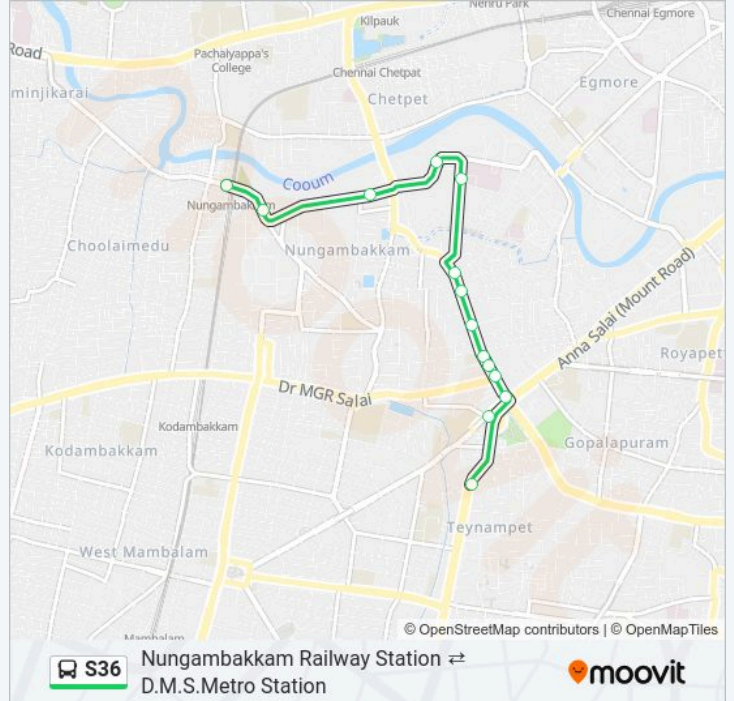 Nehru Park
Kilpauk
Chennai Egmore
Road
Pachaiyappa's
College
Chennai Chetpat
Egmore
minjikarai
Chetpet
Cooum
Nungambakkam
Choolaimedu
Nungambakkam
Anna Salai (Mount Road)
Royapet
Dr MGR Salai
Kodambakkam
Gopalapuram
Kodambakkam
Teynampet
West Mambalam
Mambalam
© OpenStreetMap contributors | © OpenMapTiles
S36
Nungambakkam Railway Station ⇄
D.M.S.Metro Station
moovit